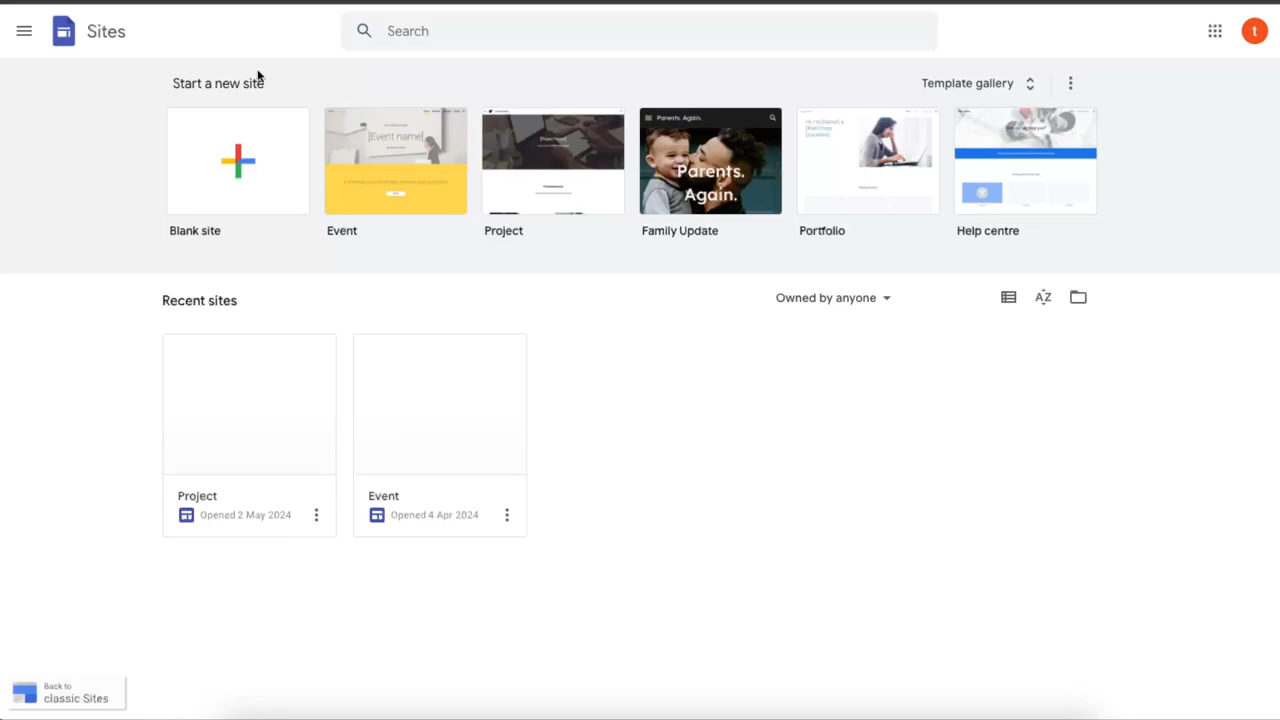 Sites
Search
t
Start a new site
Template gallery
[Event name]
Parents. Again.
Parents.
Again.
Blank site
Event
Project
Family Update
Portfolio
Help centre
Recent sites
Owned by anyone
AZ
Project
Opened 2 May 2024
Event
Opened 4 Apr 2024
Back to
classic Sites